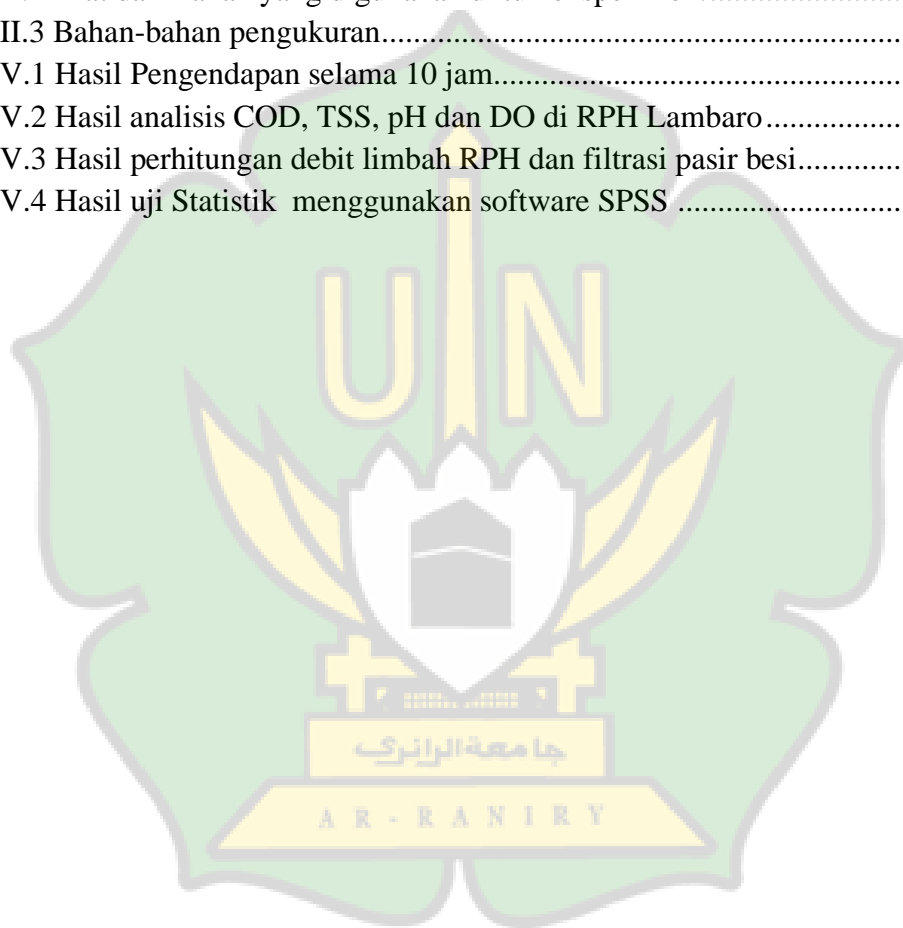 II.3 Bahan-bahan pengukuran.................................................................
V.1 Hasil Pengendapan selama 10 jam...................................................
V.2 Hasil analisis COD, TSS, pH dan DO di RPH Lambaro.................
V.3 Hasil perhitungan debit limbah RPH dan filtrasi pasir besi.............
V.4 Hasil uji Statistik menggunakan software SPSS ............................
UIN
جامعة الرانري
AR-RANIRY